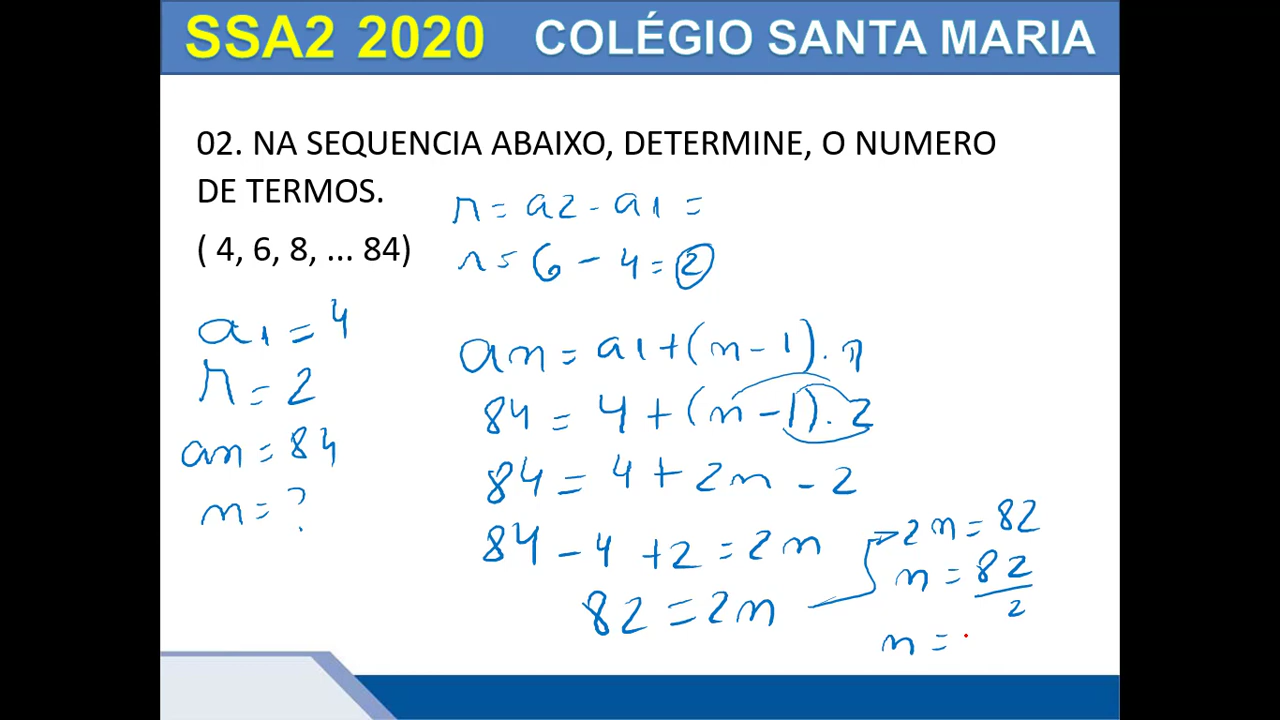 SSA2 2020 COLÉGIO SANTA MARIA
02. NA SEQUENCIA ABAIXO, DETERMINE, O NUMERO
DE TERMOS.
( 4, 6, 8, ... 84)
r = a2 - a1 =
r = 6 - 4 = 2
a1 = 4
r = 2
an = 84
n = ?
an = a1 + (n - 1) . r
84 = 4 + (n - 1) . 2
84 = 4 + 2n - 2
84 - 4 + 2 = 2n
82 = 2n
2n = 82
n = 82/2
n =